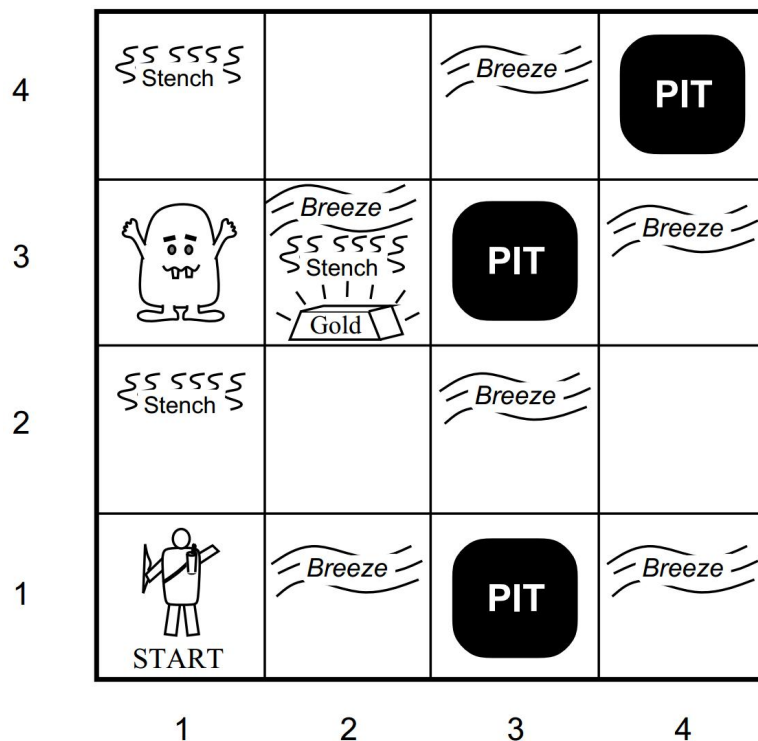 4
Stench
Breeze
PIT
3
Breeze
Stench
Gold
PIT
Breeze
2
Stench
Breeze
1
START
Breeze
PIT
Breeze
1 2 3 4